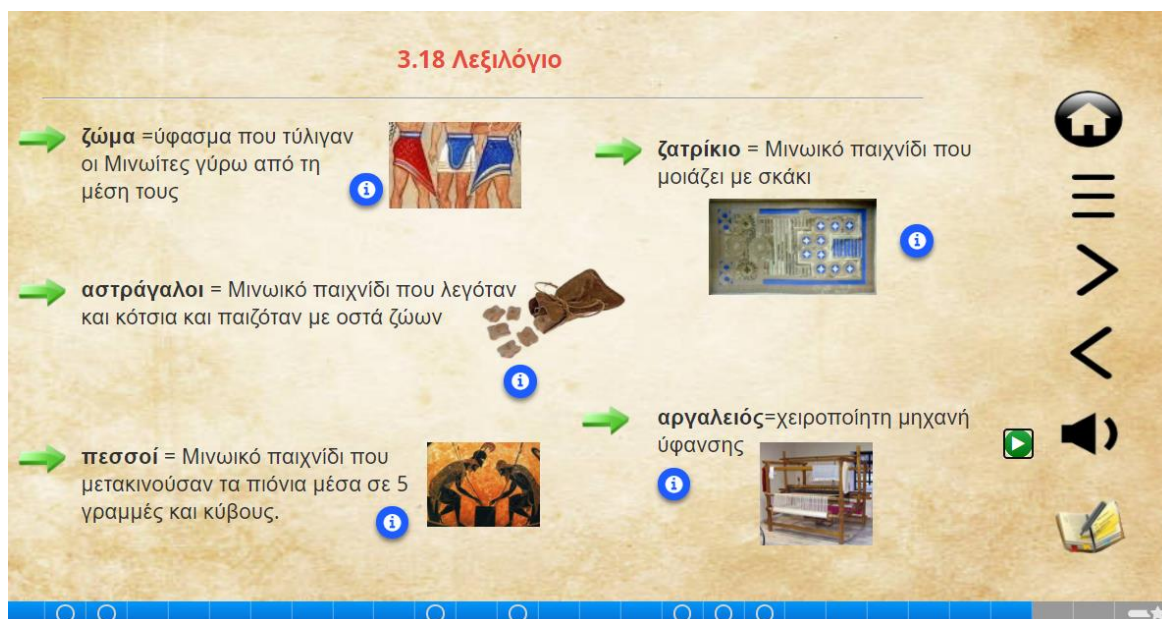 3.18 Λεξιλόγιο
ζώμα =ύφασμα που τύλιγαν
οι Μινωίτες γύρω από τη
μέση τους
αστράγαλοι = Μινωικό παιχνίδι που λεγόταν
και κότσια και παιζόταν με οστά ζώων
πεσσοί = Μινωικό παιχνίδι που
μετακινούσαν τα πιόνια μέσα σε 5
γραμμές και κύβους.
ζατρίκιο = Μινωικό παιχνίδι που
μοιάζει με σκάκι
αργαλειός=χειροποίητη μηχανή
ύφανσης